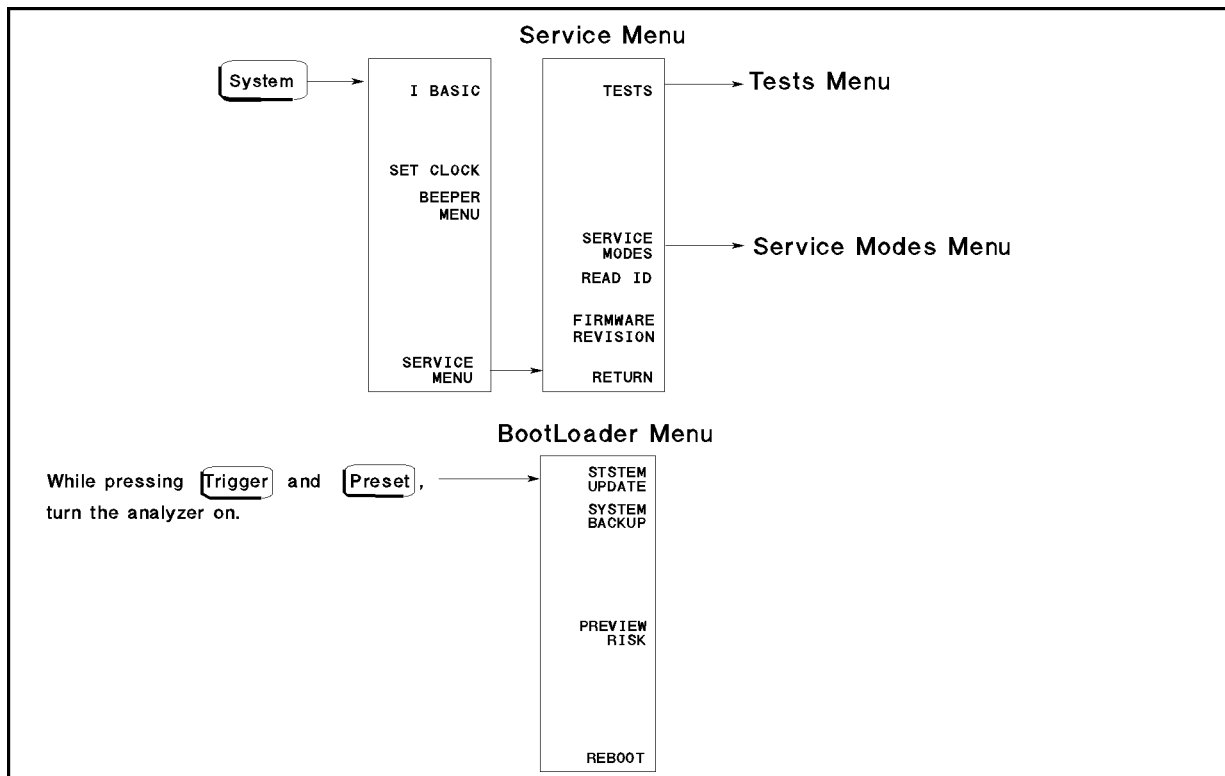 Service Menu
System
I BASIC
SET CLOCK
BEEPER
MENU
SERVICE
MENU
TESTS
SERVICE
MODES
READ ID
FIRMWARE
REVISION
RETURN
Tests Menu
Service Modes Menu
BootLoader Menu
While pressing Trigger and Preset,
turn the analyzer on.
STSTEM
UPDATE
SYSTEM
BACKUP
PREVIEW
RISK
REBOOT